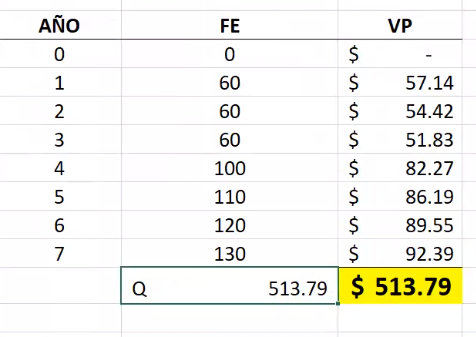 AÑO FE VP
0 0 $ -
1 60 $ 57.14
2 60 $ 54.42
3 60 $ 51.83
4 100 $ 82.27
5 110 $ 86.19
6 120 $ 89.55
7 130 $ 92.39
Q 513.79 $ 513.79